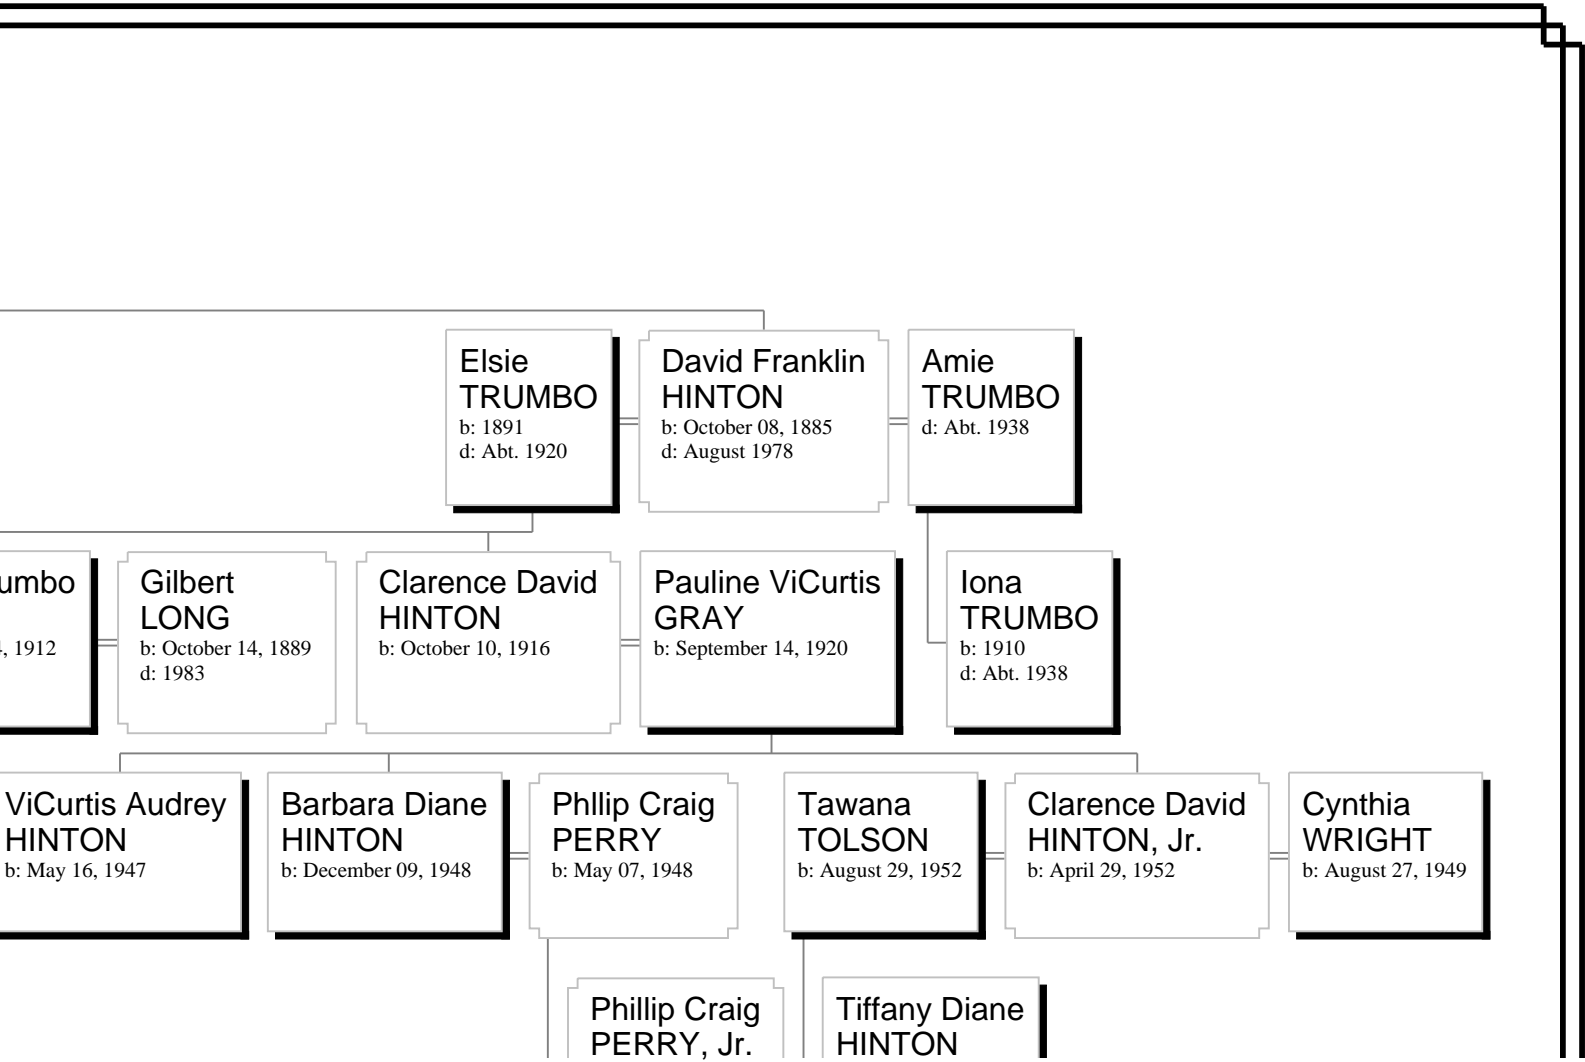 Elsie
TRUMBO
b: 1891
d: Abt. 1920
David Franklin
HINTON
b: October 08, 1885
d: August 1978
Amie
TRUMBO
d: Abt. 1938
umbo
, 1912
Gilbert
LONG
b: October 14, 1889
d: 1983
Clarence David
HINTON
b: October 10, 1916
Pauline ViCurtis
GRAY
b: September 14, 1920
Iona
TRUMBO
b: 1910
d: Abt. 1938
ViCurtis Audrey
HINTON
b: May 16, 1947
Barbara Diane
HINTON
b: December 09, 1948
Phllip Craig
PERRY
b: May 07, 1948
Tawana
TOLSON
b: August 29, 1952
Clarence David
HINTON, Jr.
b: April 29, 1952
Cynthia
WRIGHT
b: August 27, 1949
Phillip Craig
PERRY, Jr.
Tiffany Diane
HINTON